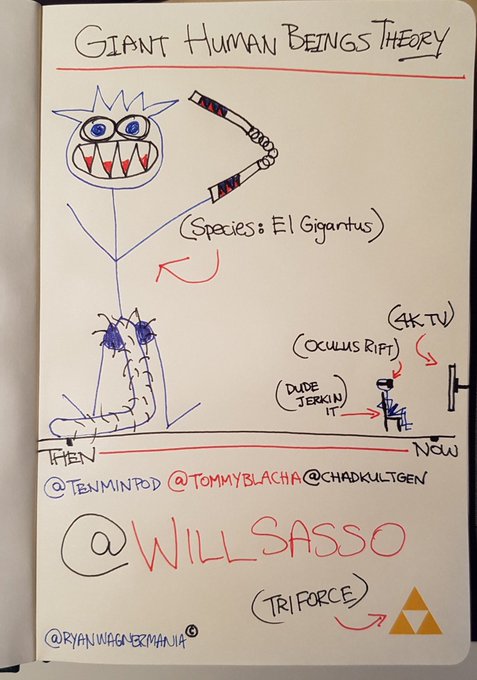 GIANT HUMAN BEINGS THEORY
(Species: El Gigantus)
(4K TV)
(OCULUS RIFT)
(DUDE
JERKIN
IT)
THEN
NOW
@TENMINPOD @TOMMYBLACHA @CHADKULTGEN
@WILLSASSO
(TRIFORCE)
@RYANWAGNERMANIA ©